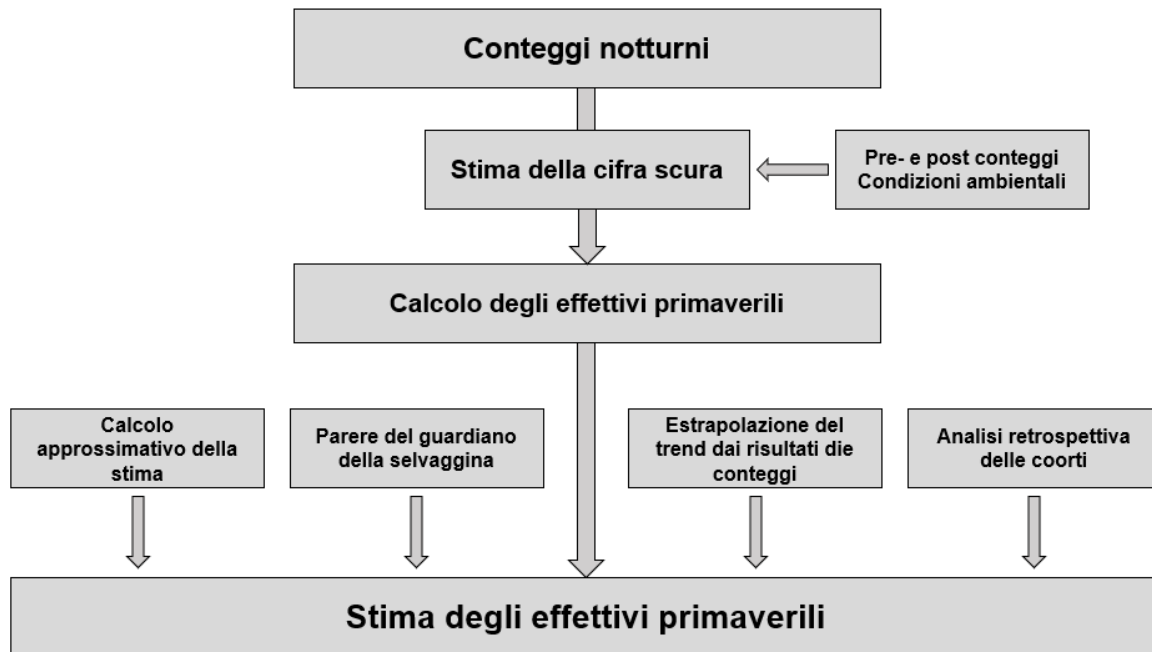 Conteggi notturni
Stima della cifra scura
Pre- e post conteggi
Condizioni ambientali
Calcolo degli effettivi primaverili
Calcolo
approssimativo della
stima
Parere del guardiano
della selvaggina
Estrapolazione del
trend dai risultati die
conteggi
Analisi retrospettiva
delle coorti
Stima degli effettivi primaverili